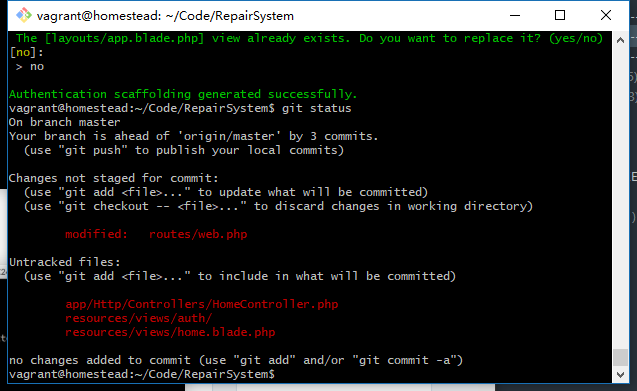 vagrant@homestead: ~/Code/RepairSystem
The [layouts/app.blade.php] view already exists. Do you want to replace it? (yes/no)
[no]:
> no
Authentication scaffolding generated successfully.
vagrant@homestead:~/Code/RepairSystem$ git status
On branch master
Your branch is ahead of 'origin/master' by 3 commits.
(use "git push" to publish your local commits)
Changes not staged for commit:
(use "git add <file>..." to update what will be committed)
(use "git checkout -- <file>..." to discard changes in working directory)
modified:   routes/web.php
Untracked files:
(use "git add <file>..." to include in what will be committed)
app/Http/Controllers/HomeController.php
resources/views/auth/
resources/views/home.blade.php
no changes added to commit (use "git add" and/or "git commit -a")
vagrant@homestead:~/Code/RepairSystem$